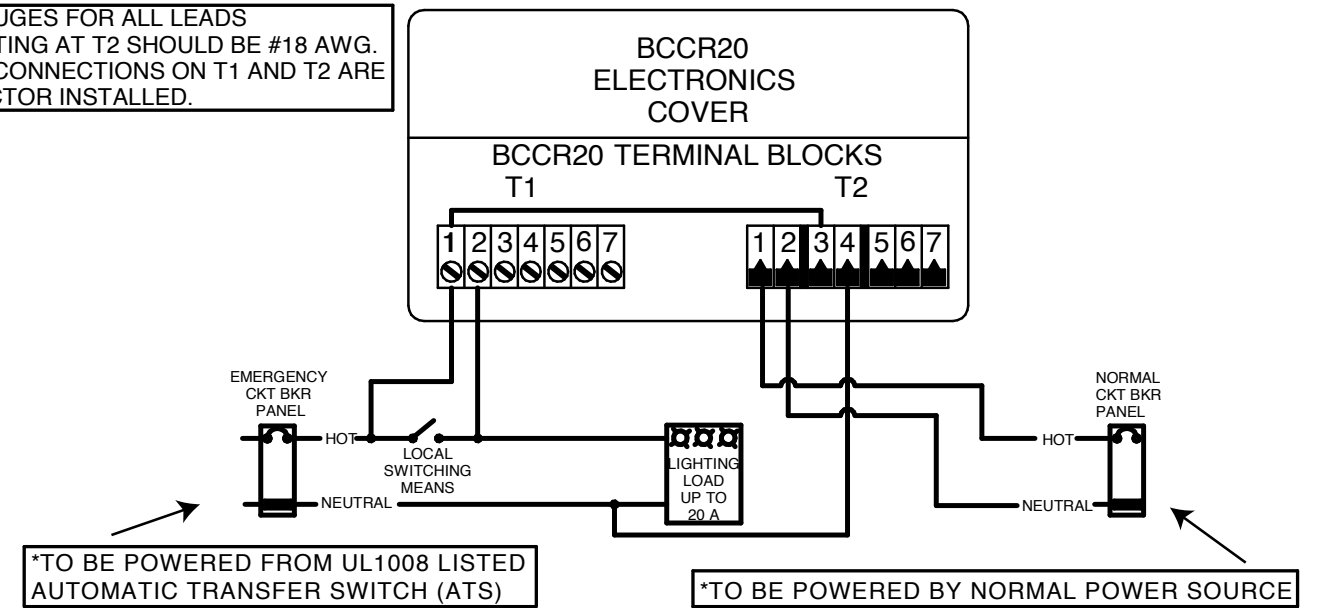 UGES FOR ALL LEADS
TING AT T2 SHOULD BE #18 AWG.
CONNECTIONS ON T1 AND T2 ARE
CTOR INSTALLED.
BCCR20
ELECTRONICS
COVER
BCCR20 TERMINAL BLOCKS
T1
T2
1 2 3 4 5 6 7
1 2 3 4 5 6 7
EMERGENCY
CKT BKR
PANEL
HOT
LOCAL
SWITCHING
MEANS
NEUTRAL
LIGHTING
LOAD
UP TO
20 A
NORMAL
CKT BKR
PANEL
HOT
NEUTRAL
*TO BE POWERED FROM UL1008 LISTED
AUTOMATIC TRANSFER SWITCH (ATS)
*TO BE POWERED BY NORMAL POWER SOURCE